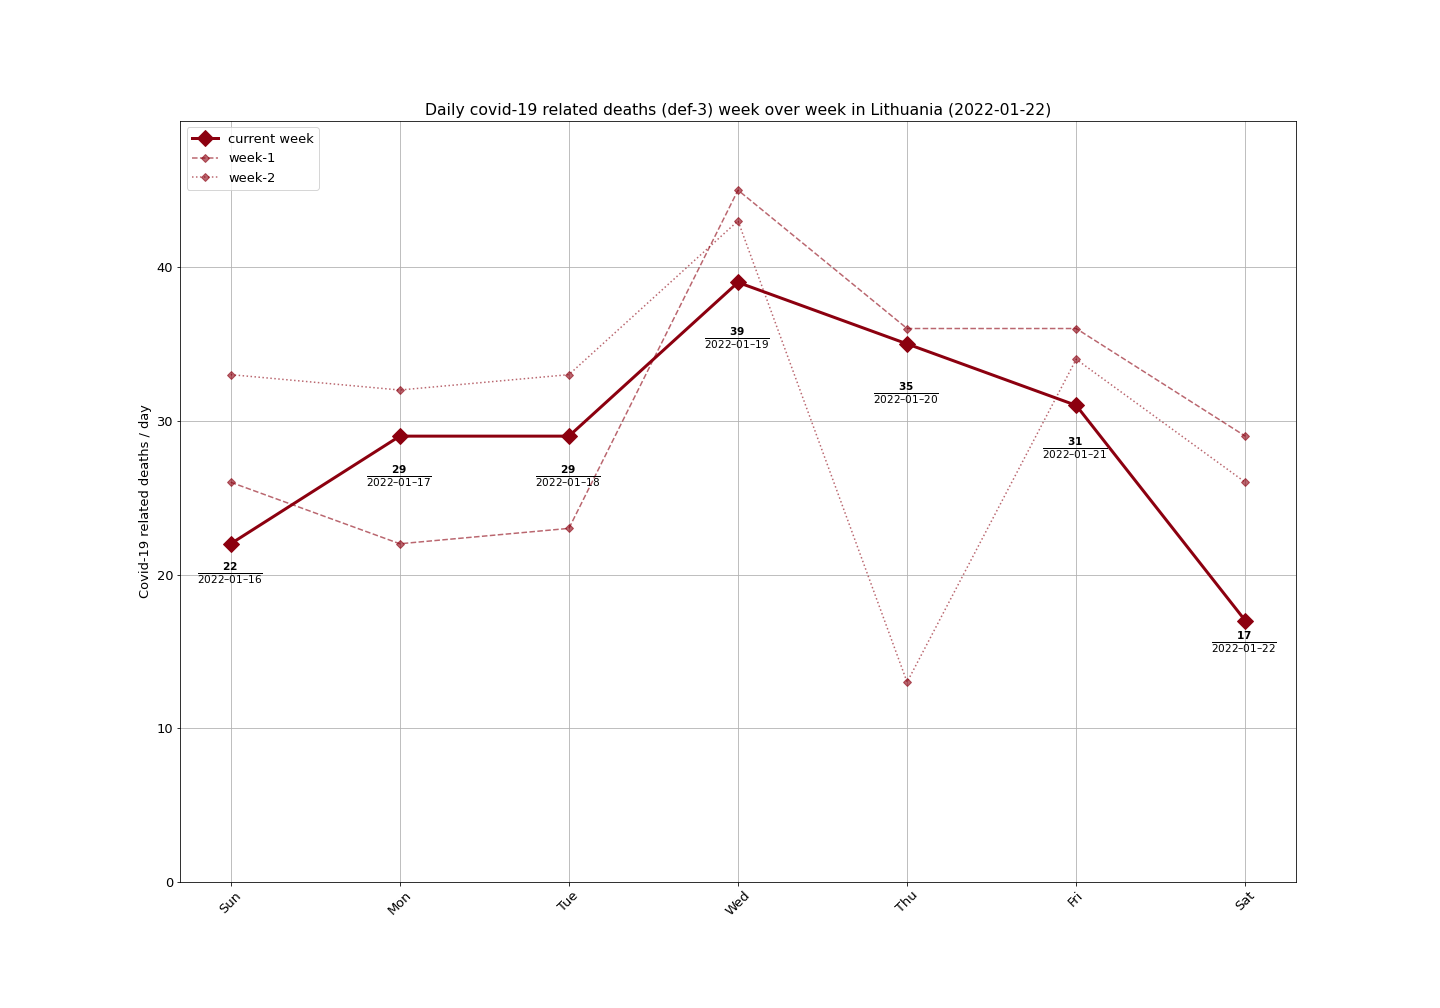 Daily covid-19 related deaths (def-3) week over week in Lithuania (2022-01-22)
current week
week-1
week-2
Covid-19 related deaths / day
40
30
20
10
0
39
2022–01–19
35
2022–01–20
31
2022–01–21
29
2022–01–17
29
2022–01–18
22
2022–01–16
17
2022–01–22
Sun
Mon
Tue
Wed
Thu
Fri
Sat